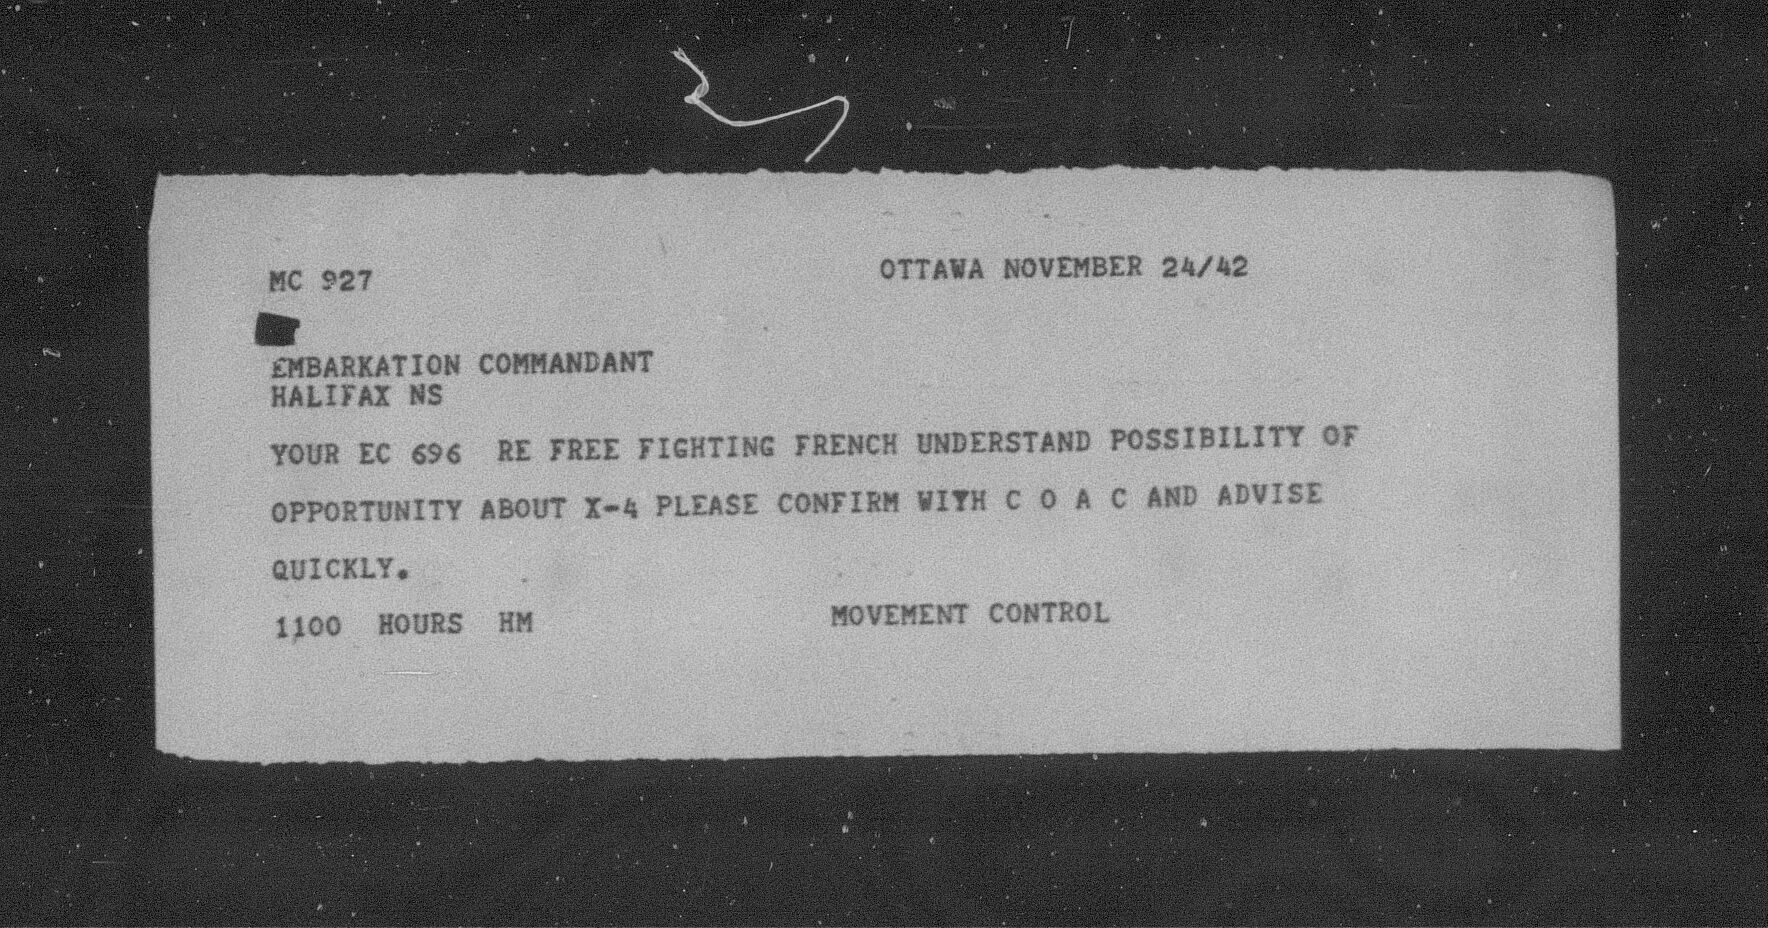 MC 927 OTTAWA NOVEMBER 24/42
EMBARKATION COMMANDANT
HALIFAX NS
YOUR EC 696 RE FREE FIGHTING FRENCH UNDERSTAND POSSIBILITY OF
OPPORTUNITY ABOUT X-4 PLEASE CONFIRM WITH C O A C AND ADVISE
QUICKLY.
1100 HOURS HM MOVEMENT CONTROL